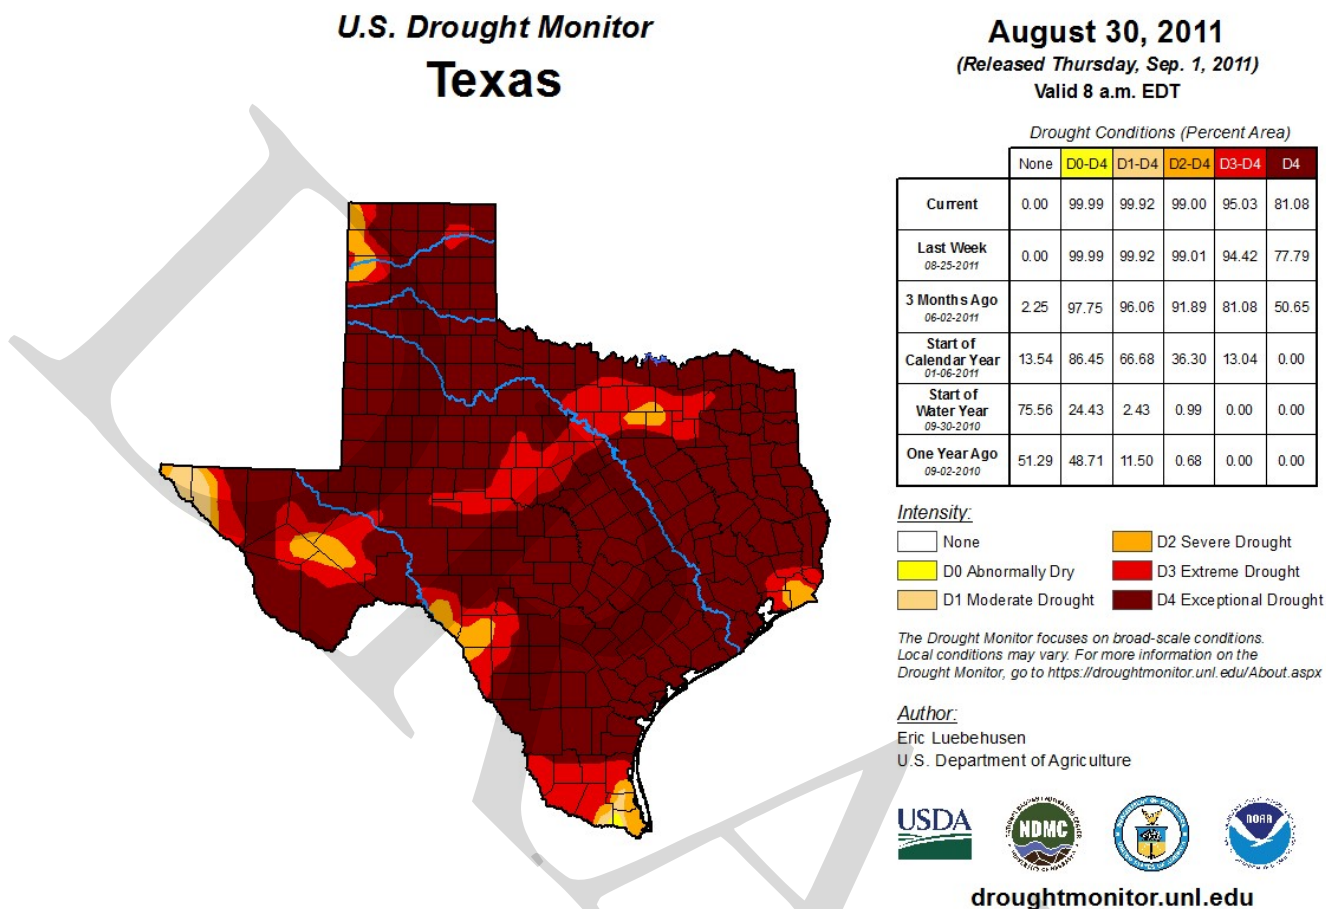 U.S. Drought Monitor
Texas
August 30, 2011
(Released Thursday, Sep. 1, 2011)
Valid 8 a.m. EDT
Drought Conditions (Percent Area)
None D0-D4 D1-D4 D2-D4 D3-D4 D4
Current 0.00 99.99 99.92 99.00 95.03 81.08
Last Week
08-25-2011 0.00 99.99 99.92 99.01 94.42 77.79
3 Months Ago
06-02-2011 2.25 97.75 96.06 91.89 81.08 50.65
Start of
Calendar Year
01-06-2011 13.54 86.45 66.68 36.30 13.04 0.00
Start of
Water Year
09-30-2010 75.56 24.43 2.43 0.99 0.00 0.00
One Year Ago
09-02-2010 51.29 48.71 11.50 0.68 0.00 0.00
Intensity:
None
D0 Abnormally Dry
D1 Moderate Drought
D2 Severe Drought
D3 Extreme Drought
D4 Exceptional Drought
The Drought Monitor focuses on broad-scale conditions.
Local conditions may vary. For more information on the
Drought Monitor, go to https://droughtmonitor.unl.edu/About.aspx
Author:
Eric Luebehusen
U.S. Department of Agriculture
USDA
NDMC
NOAA
droughtmonitor.unl.edu